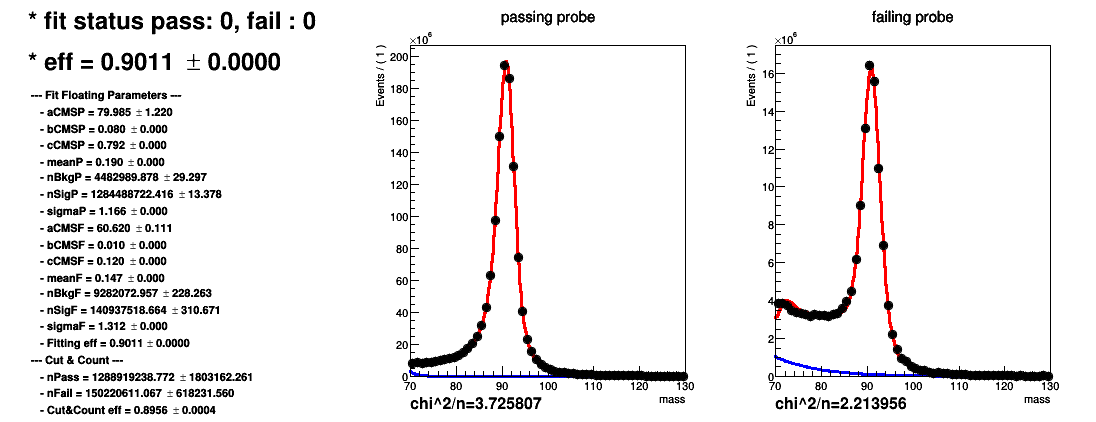 * fit status pass: 0, fail : 0
* eff = 0.9011 ± 0.0000
--- Fit Floating Parameters ---
- aCMSP = 79.985 ± 1.220
- bCMSP = 0.080 ± 0.000
- cCMSP = 0.792 ± 0.000
- meanP = 0.190 ± 0.000
- nBkgP = 4482989.878 ± 29.297
- nSigP = 1284488722.416 ± 13.378
- sigmaP = 1.166 ± 0.000
- aCMSF = 60.620 ± 0.111
- bCMSF = 0.010 ± 0.000
- cCMSF = 0.120 ± 0.000
- meanF = 0.147 ± 0.000
- nBkgF = 9282072.957 ± 228.263
- nSigF = 140937518.664 ± 310.671
- sigmaF = 1.312 ± 0.000
- Fitting eff = 0.9011 ± 0.0000
--- Cut & Count ---
- nPass = 1288919238.772 ± 1803162.261
- nFail = 150220611.067 ± 618231.560
- Cut&Count eff = 0.8956 ± 0.0004
passing probe
×10^6
Events / ( 1 )
200
180
160
140
120
100
80
60
40
20
0
70 80 90 100 110 120 130
mass
chi^2/n=3.725807
failing probe
×10^6
Events / ( 1 )
16
14
12
10
8
6
4
2
0
70 80 90 100 110 120 130
mass
chi^2/n=2.213956